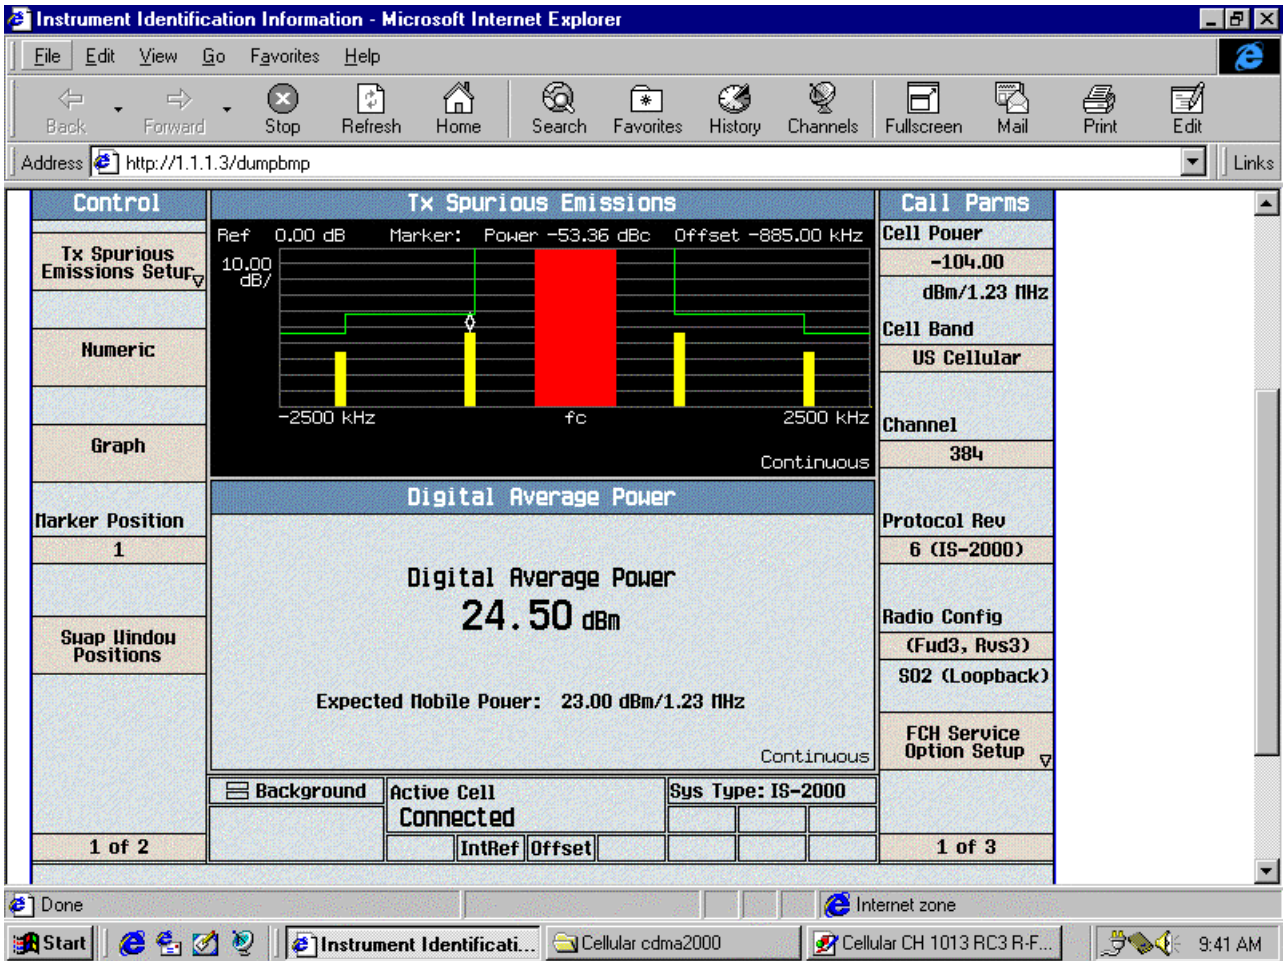 Instrument Identification Information - Microsoft Internet Explorer
File Edit View Go Favorites Help
Back Forward Stop Refresh Home Search Favorites History Channels Fullscreen Mail Print Edit
Address http://1.1.1.3/dumpbmp Links
Control
Tx Spurious
Emissions Setup
Numeric
Graph
Marker Position
1
Swap Window
Positions
1 of 2
Tx Spurious Emissions
Ref 0.00 dB Marker: Power -53.36 dBc Offset -885.00 kHz
10.00
dB/
-2500 kHz fc 2500 kHz
Continuous
Digital Average Power
Digital Average Power
24.50 dBm
Expected Mobile Power: 23.00 dBm/1.23 MHz
Continuous
Background
Active Cell
Connected
Sys Type: IS-2000
IntRef Offset
Call Parms
Cell Power
-104.00
dBm/1.23 MHz
Cell Band
US Cellular
Channel
384
Protocol Rev
6 (IS-2000)
Radio Config
(Fwd3, Rvs3)
SO2 (Loopback)
FCH Service
Option Setup
1 of 3
Done Internet zone
Start Instrument Identificati... Cellular cdma2000 Cellular CH 1013 RC3 R-F... 9:41 AM